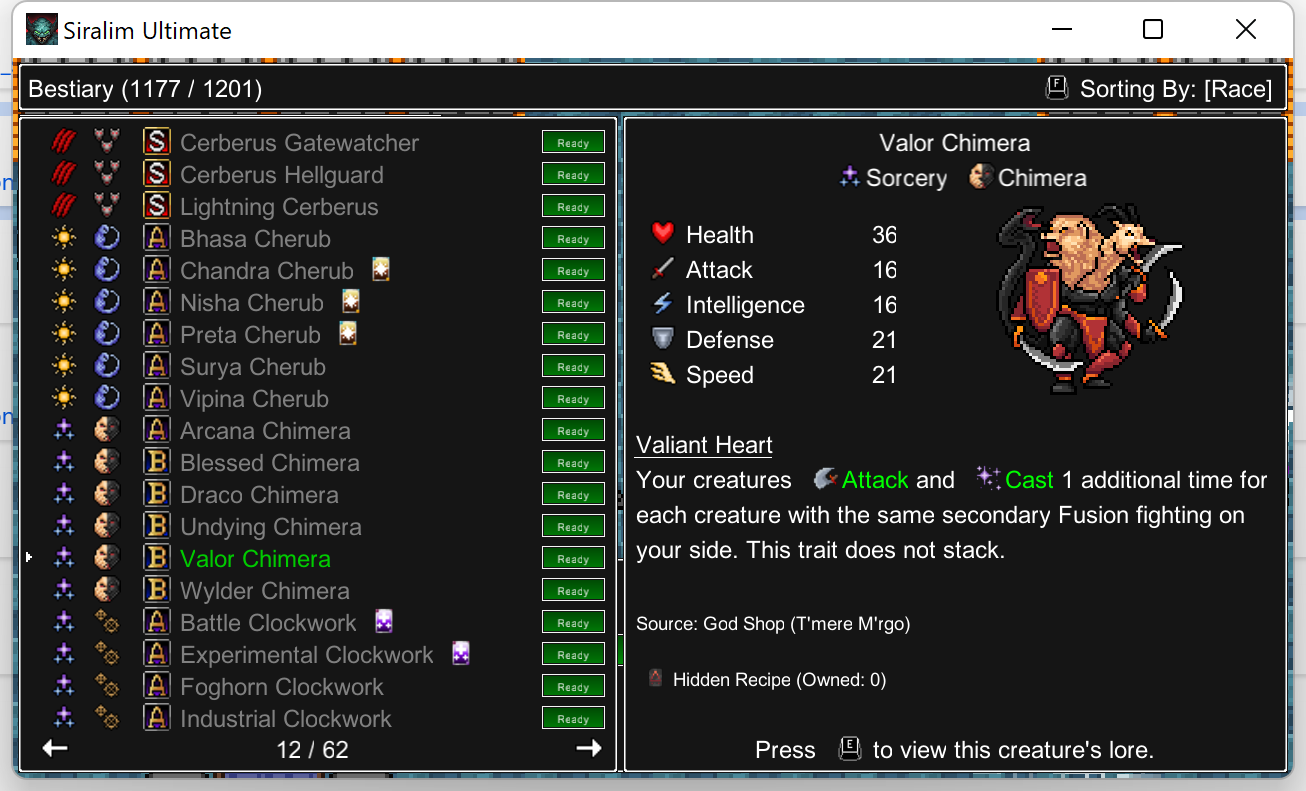 Siralim Ultimate
Bestiary (1177 / 1201)
F Sorting By: [Race]
S Cerberus Gatewatcher Ready
S Cerberus Hellguard Ready
S Lightning Cerberus Ready
A Bhasa Cherub Ready
A Chandra Cherub Ready
A Nisha Cherub Ready
A Preta Cherub Ready
A Surya Cherub Ready
A Vipina Cherub Ready
A Arcana Chimera Ready
B Blessed Chimera Ready
B Draco Chimera Ready
B Undying Chimera Ready
B Valor Chimera Ready
B Wylder Chimera Ready
A Battle Clockwork Ready
A Experimental Clockwork Ready
A Foghorn Clockwork Ready
A Industrial Clockwork Ready
12 / 62
Valor Chimera
Sorcery Chimera
Health 36
Attack 16
Intelligence 16
Defense 21
Speed 21
Valiant Heart
Your creatures Attack and Cast 1 additional time for
each creature with the same secondary Fusion fighting on
your side. This trait does not stack.
Source: God Shop (T'mere M'rgo)
Hidden Recipe (Owned: 0)
Press E to view this creature's lore.